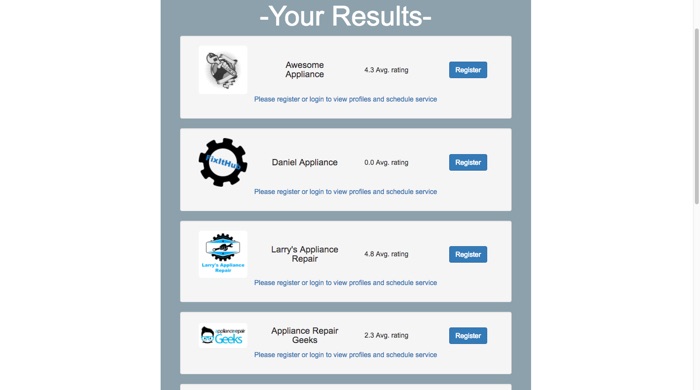 -Your Results-
Awesome
Appliance
4.3 Avg. rating
Register
Please register or login to view profiles and schedule service
FixItHub
Daniel Appliance
0.0 Avg. rating
Register
Please register or login to view profiles and schedule service
Larry's Appliance
Repair
Larry's Appliance
Repair
4.8 Avg. rating
Register
Please register or login to view profiles and schedule service
appliance repair
Geeks
Appliance Repair
Geeks
2.3 Avg. rating
Register
Please register or login to view profiles and schedule service